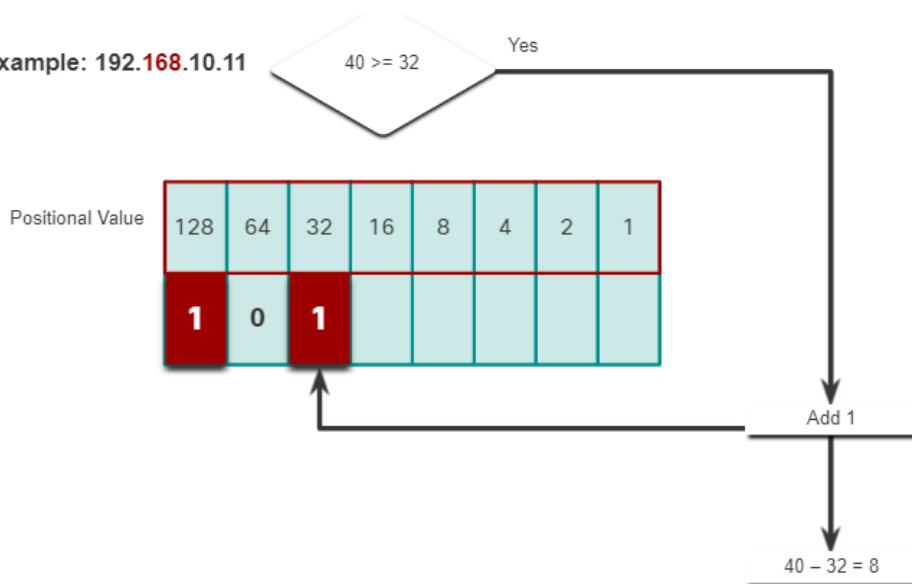 xample: 192.168.10.11
40 >= 32
Yes
Positional Value
128 64 32 16 8 4 2 1
1 0 1
Add 1
40 – 32 = 8